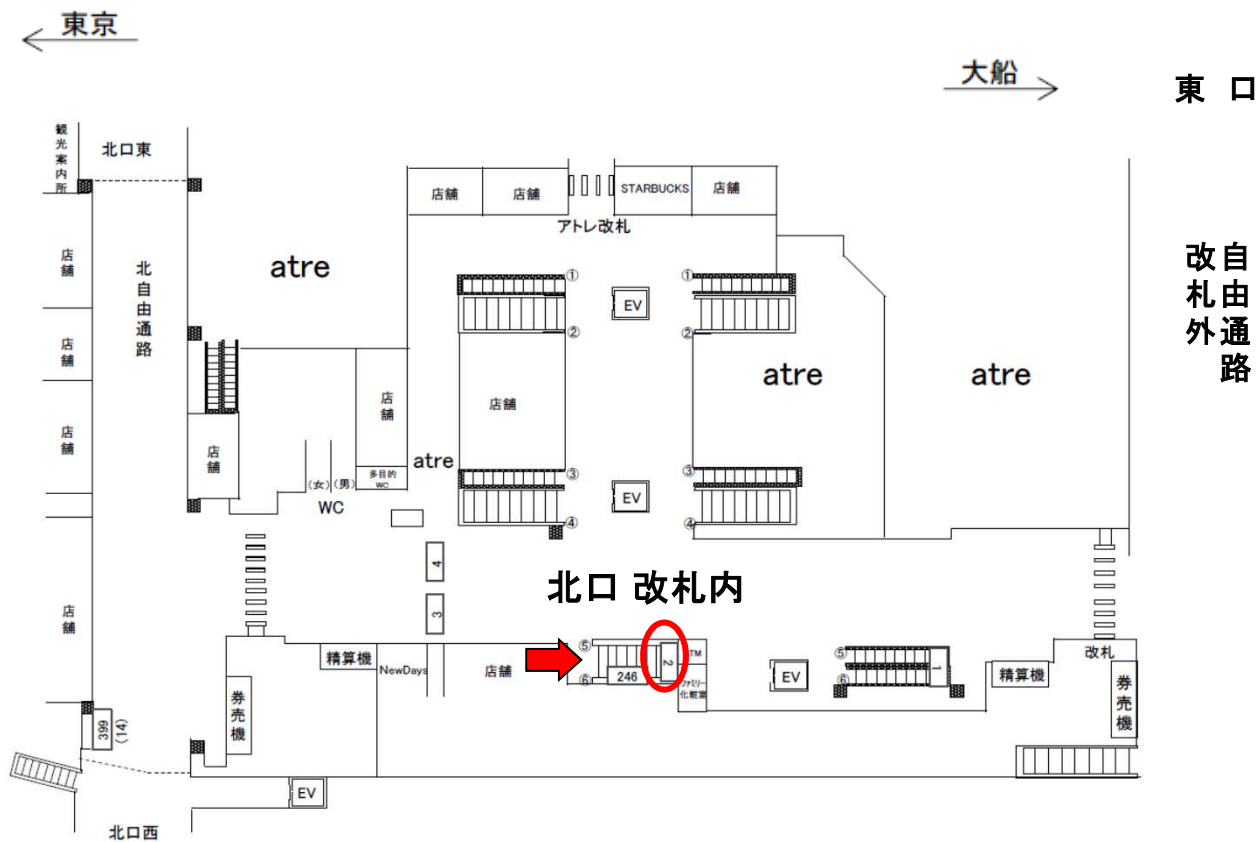 東京
大船
東 口
観光案内所
北口東
店舗
店舗
STARBUCKS
店舗
アトレ改札
自由通路
改札外
店舗
北自由通路
atre
①
①
EV
②
②
店舗
店舗
店舗
atre
atre
店舗
店舗
店舗
atre
多目的
WC
③
③
(女)
(男)
WC
EV
④
④
4
3
北口 改札内
店舗
精算機
NewDays
店舗
⑤
⑥
246
2
TM
ファミリー
化粧室
EV
⑤
⑥
1
精算機
改札
券売機
券売機
399
(14)
EV
北口西